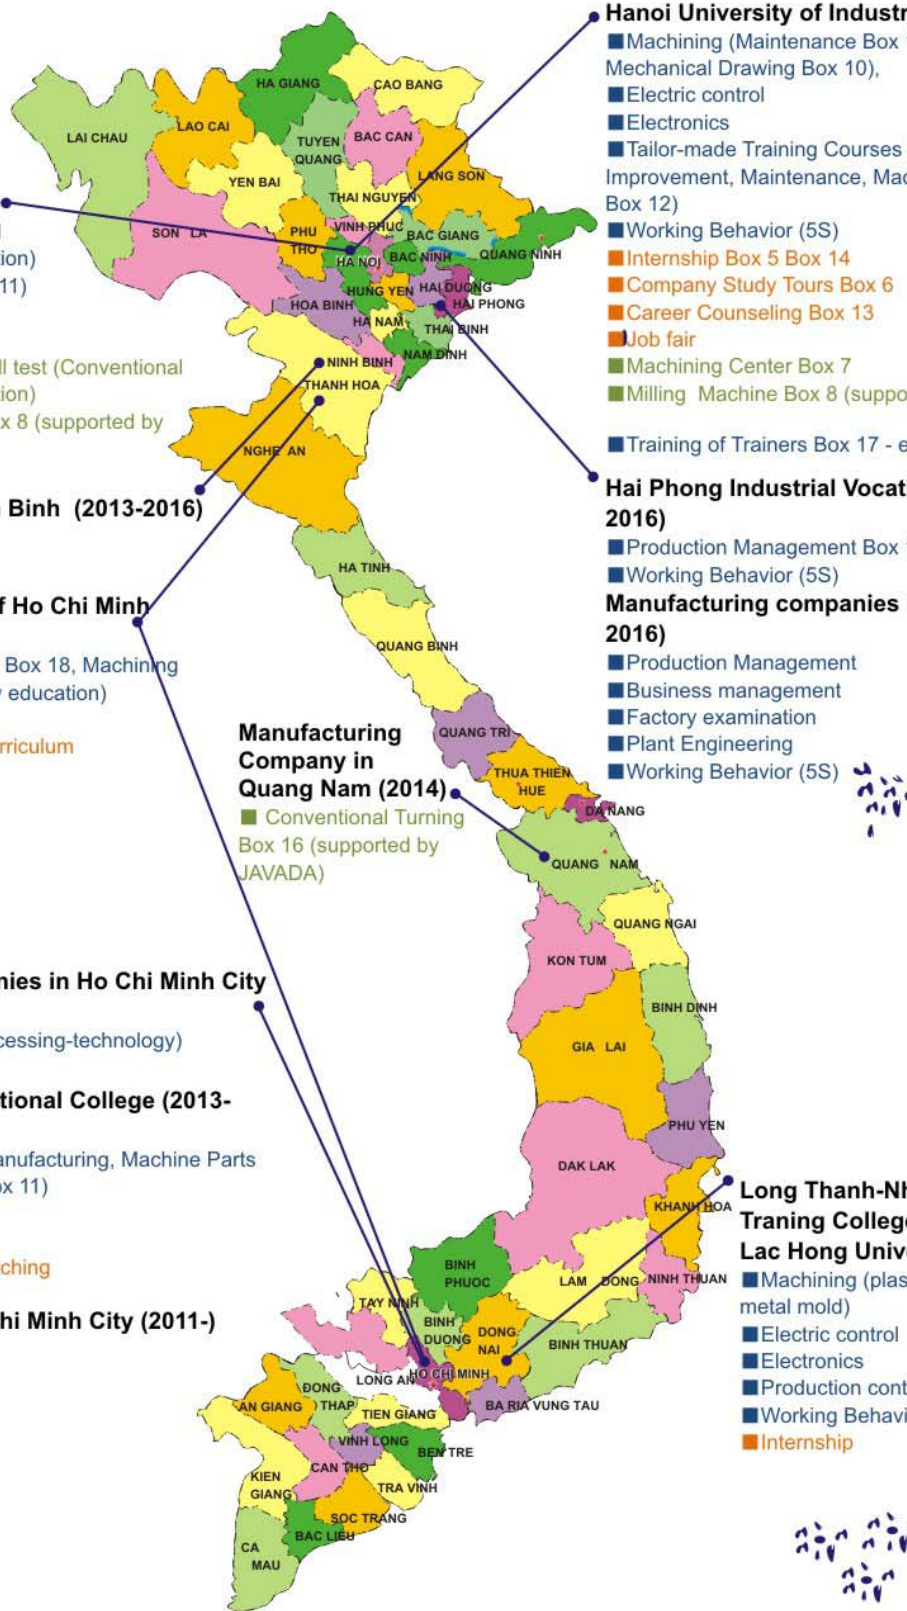 Hanoi University of Industr
■Machining (Maintenance Box
Mechanical Drawing Box 10),
■Electric control
■Electronics
■Tailor-made Training Courses
Improvement, Maintenance, Mac
Box 12)
■Working Behavior (5S)
■Internship Box 5 Box 14
■Company Study Tours Box 6
■Career Counseling Box 13
■Job fair
■Machining Center Box 7
■Milling Machine Box 8 (suppo
■Training of Trainers Box 17 - e
Hai Phong Industrial Vocati
2016)
■Production Management Box
■Working Behavior (5S)
Manufacturing companies
2016)
■Production Management
■Business management
■Factory examination
■Plant Engineering
■Working Behavior (5S)
tion)
11)
ll test (Conventional
tion)
x 8 (supported by
Binh (2013-2016)
f Ho Chi Minh
Box 18, Machining
education)
rriculum
Manufacturing
Company in
Quang Nam (2014)
■ Conventional Turning
Box 16 (supported by
JAVADA)
nies in Ho Chi Minh City
cessing-technology)
tional College (2013-
anufacturing, Machine Parts
x 11)
ching
hi Minh City (2011-)
Long Thanh-Nh
Traning College
Lac Hong Unive
■Machining (plas
metal mold)
■Electric control
■Electronics
■Production cont
■Working Behavi
■Internship
HA GIANG
CAO BANG
LAI CHAU
LAO CAI
TUYEN
QUANG
BAC CAN
YEN BAI
LANG SON
THAI NGUYEN
SON LA
PHU
THO
VINH PHUC
BAC GIANG
HA NOI
BAC NINH
QUANG NINH
HUNG YEN
HAI DUONG
HOA BINH
HAI PHONG
HA NAM
THAI BINH
NAM DINH
NINH BINH
THANH HOA
NGHE AN
HA TINH
QUANG BINH
QUANG TRI
THUA THIEN
HUE
DA NANG
QUANG NAM
QUANG NGAI
KON TUM
BINH DINH
GIA LAI
PHU YEN
DAK LAK
KHANH HOA
BINH
PHUOC
LAM DONG
NINH THUAN
TAY NINH
BINH
DUONG
DONG
NAI
BINH THUAN
HO CHI MINH
LONG AN
BA RIA VUNG TAU
ĐONG
THAP
AN GIANG
TIEN GIANG
VINH LONG
BEN TRE
CAN THO
KIEN
GIANG
TRA VINH
SOC TRANG
BAC LIEU
CA
MAU